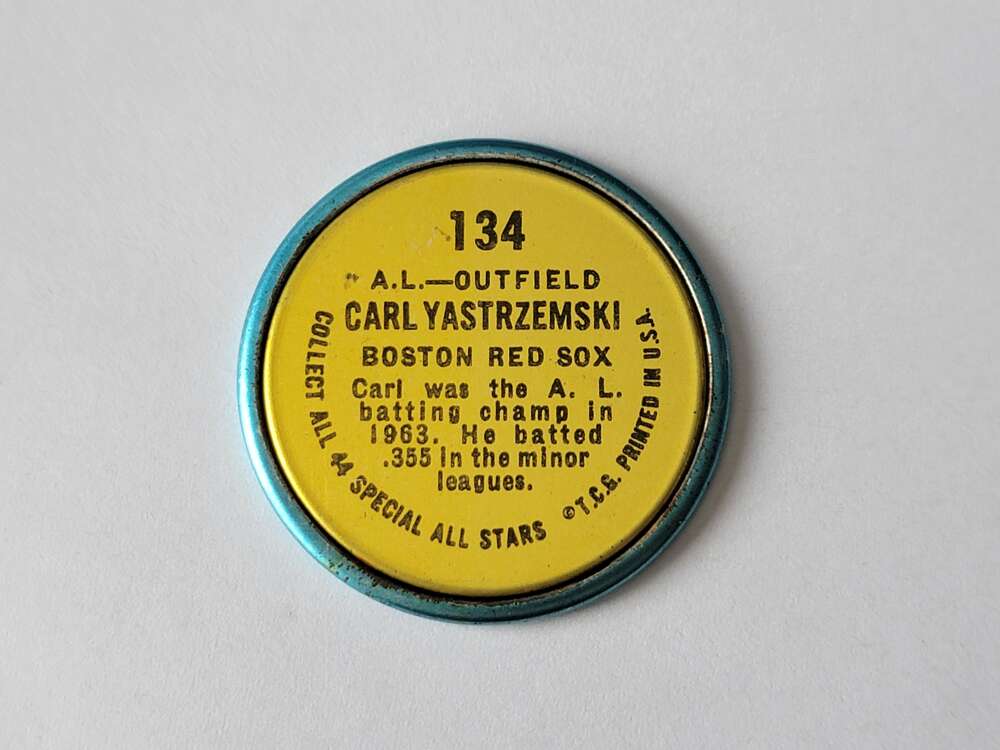 134
A.L.—OUTFIELD
CARL YASTRZEMSKI
BOSTON RED SOX
Carl was the A. L.
batting champ in
1963. He batted
.355 in the minor
leagues.
COLLECT ALL 44 SPECIAL ALL STARS
©T.C.G. PRINTED IN U.S.A.